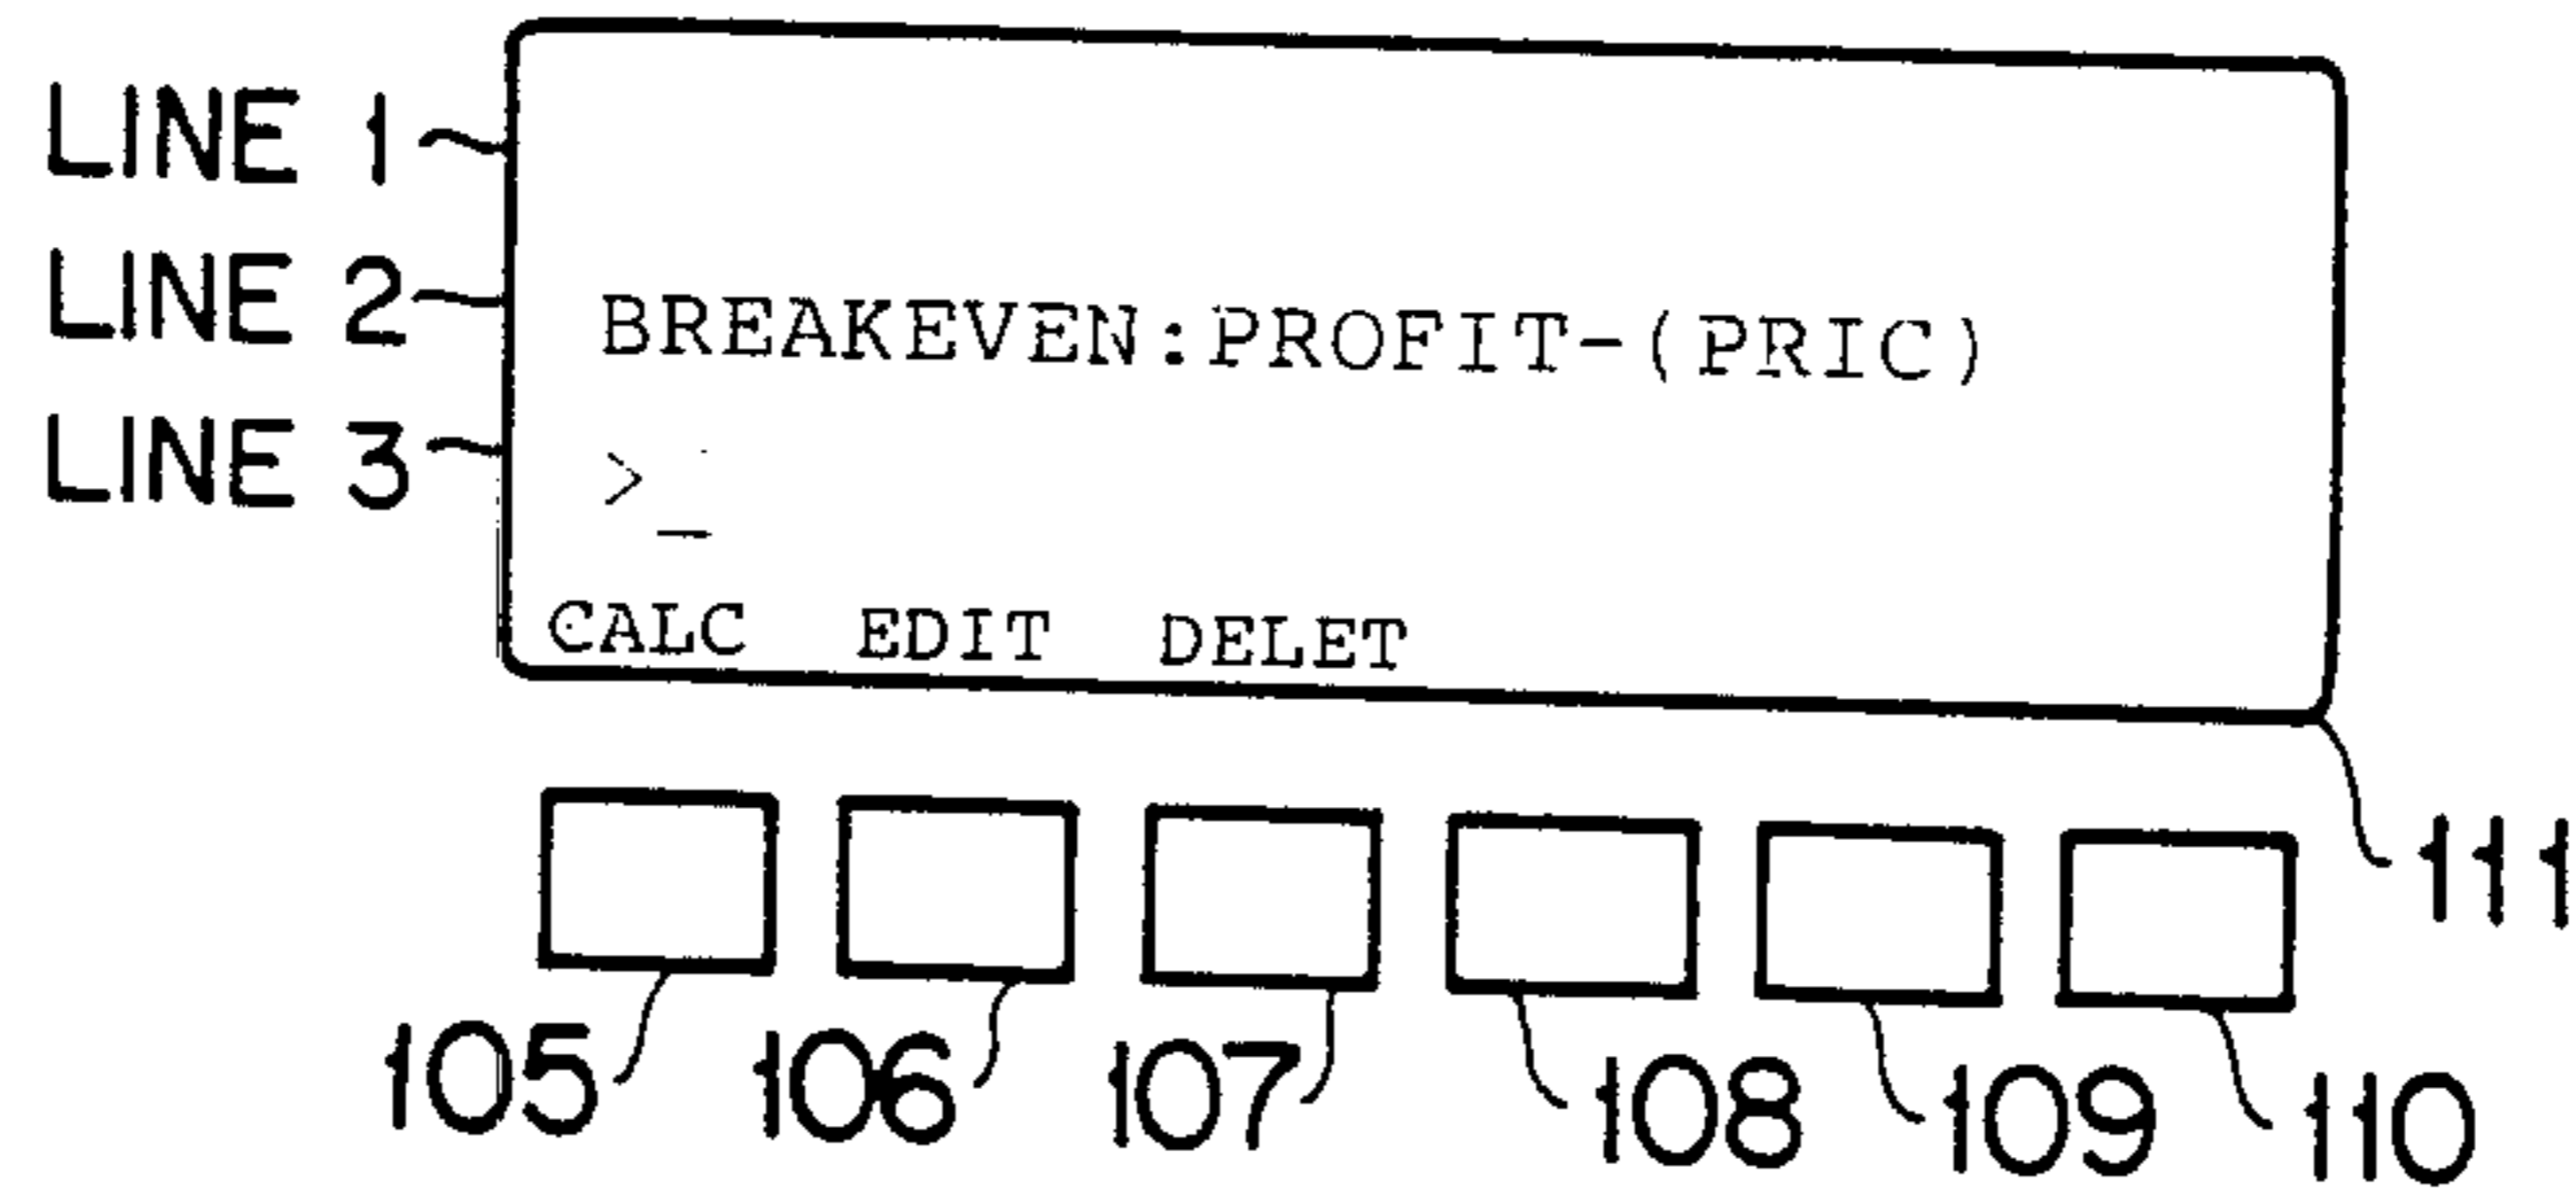 LINE 1
LINE 2
BREAKEVEN:PROFIT-(PRIC)
LINE 3
>_
CALC EDIT DELET
111
105 106 107 108 109 110